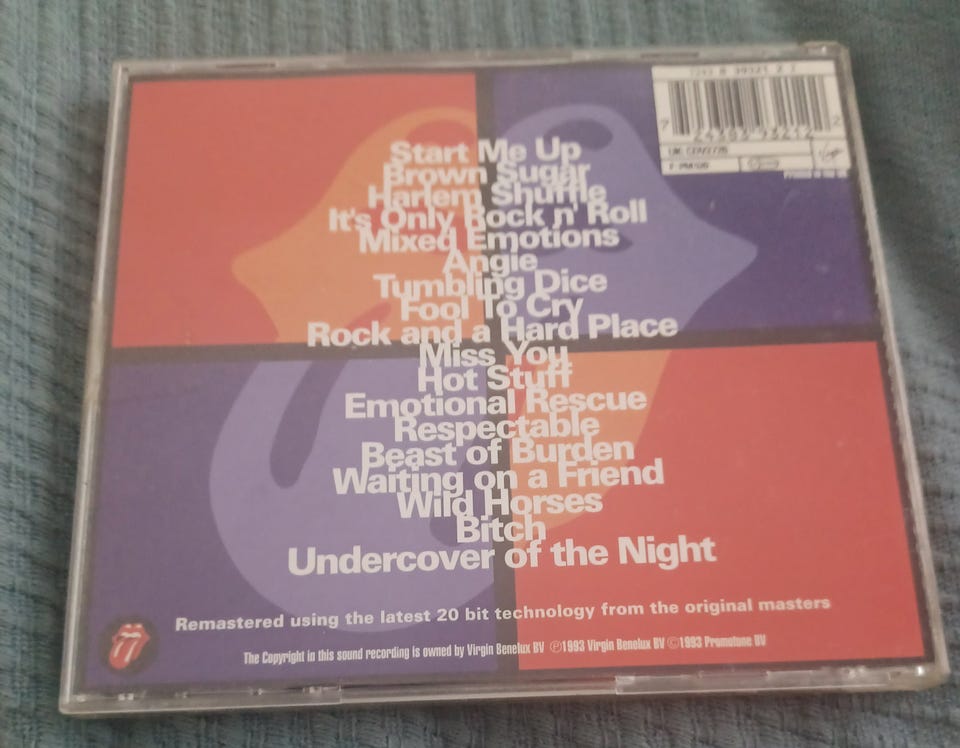 Start Me Up
Brown Sugar
Harlem Shuffle
It's Only Rock n' Roll
Mixed Emotions
Angie
Tumbling Dice
Fool To Cry
Rock and a Hard Place
Miss You
Hot Stuff
Emotional Rescue
Respectable
Beast of Burden
Waiting on a Friend
Wild Horses
Bitch
Undercover of the Night
Remastered using the latest 20 bit technology from the original masters
The Copyright in this sound recording is owned by Virgin Benelux BV ℗1993 Virgin Benelux BV ©1993 Promotone BV